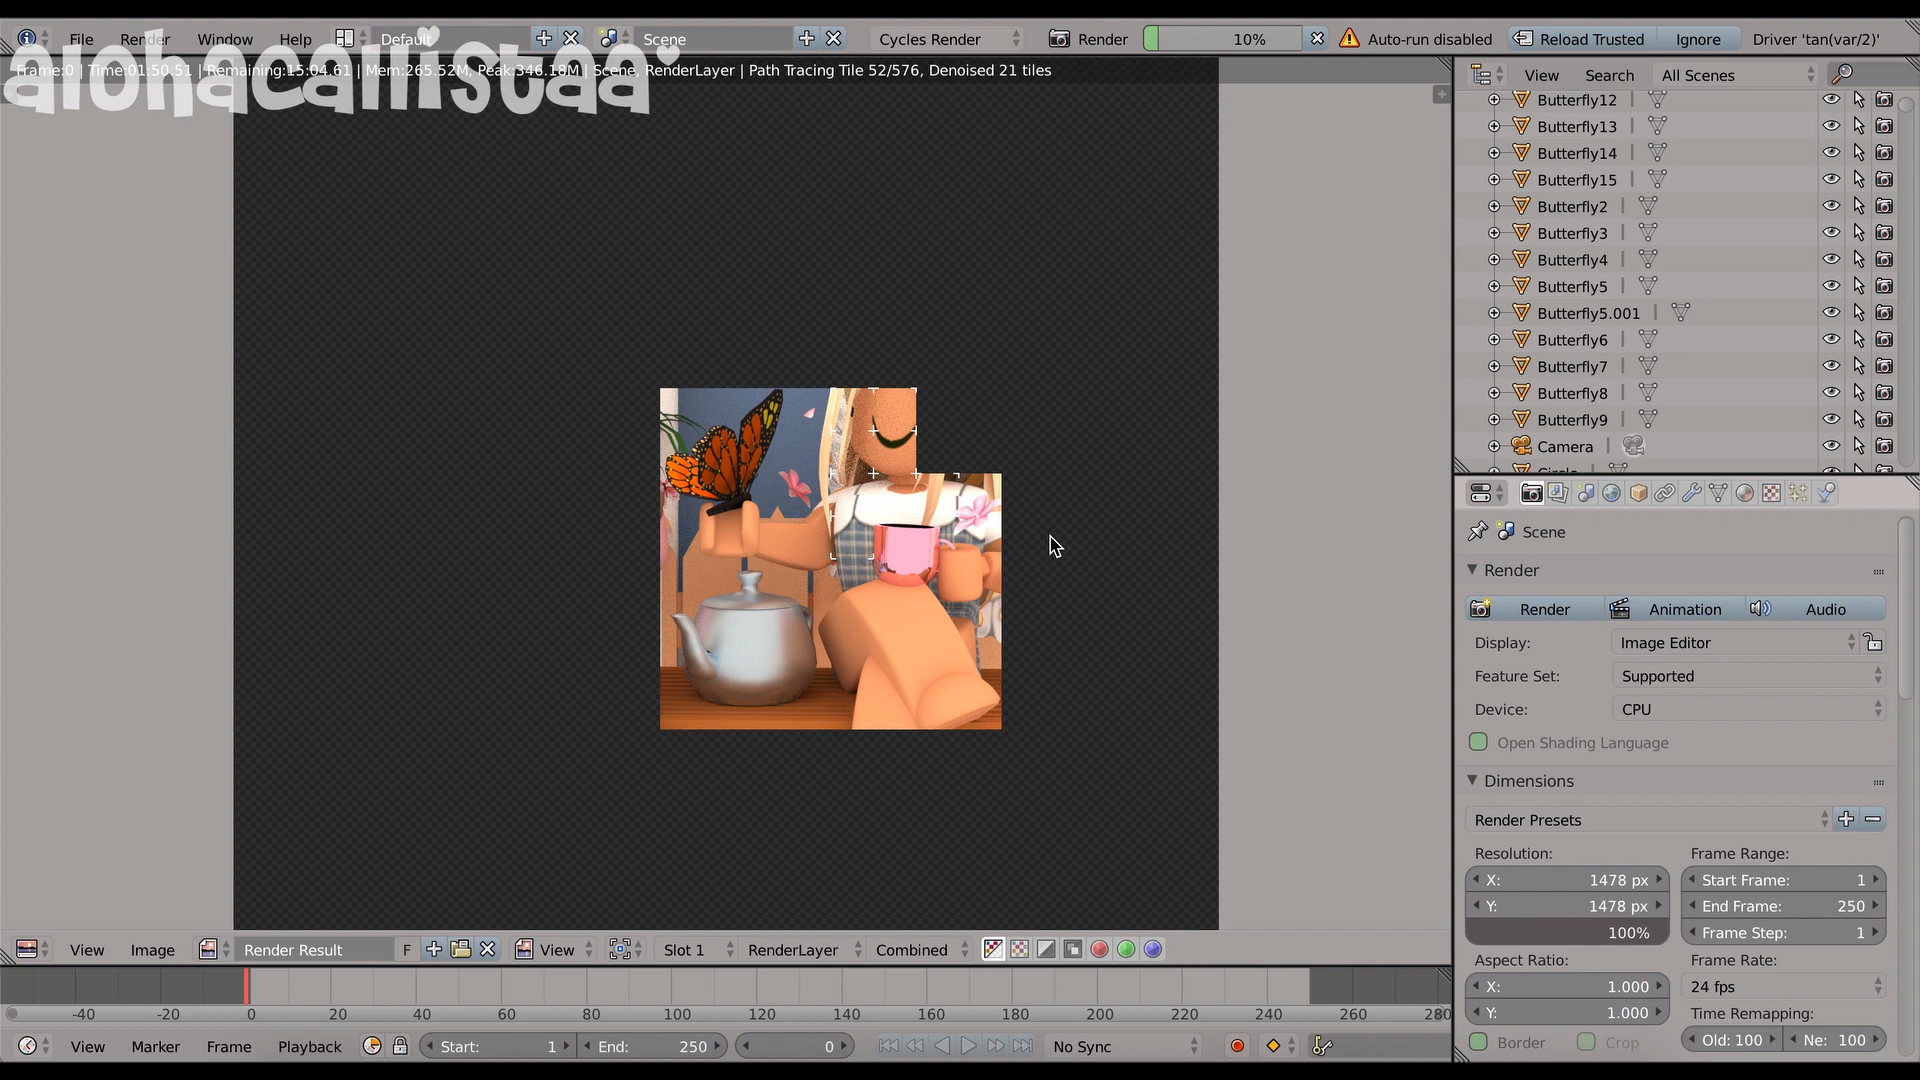 File Render Window Help Default Scene Cycles Render Render 10% Auto-run disabled Reload Trusted Ignore Driver 'tan(var/2)'
alohacallistaa
Frame:0 | Time:01:50.51 | Remaining:15:04.61 | Mem:265.52M, Peak:346.18M | Scene, RenderLayer | Path Tracing Tile 52/576, Denoised 21 tiles
View Search All Scenes
Butterfly12
Butterfly13
Butterfly14
Butterfly15
Butterfly2
Butterfly3
Butterfly4
Butterfly5
Butterfly5.001
Butterfly6
Butterfly7
Butterfly8
Butterfly9
Camera
Circle
Scene
Render
Render Animation Audio
Display: Image Editor
Feature Set: Supported
Device: CPU
Open Shading Language
Dimensions
Render Presets
Resolution: Frame Range:
X: 1478 px Start Frame: 1
Y: 1478 px End Frame: 250
100% Frame Step: 1
Aspect Ratio: Frame Rate:
X: 1.000 24 fps
Y: 1.000 Time Remapping:
Border Crop Old: 100 Ne: 100
View Image Render Result F View Slot 1 RenderLayer Combined
-40 -20 0 20 40 60 80 100 120 140 160 180 200 220 240 260 280
View Marker Frame Playback Start: 1 End: 250 0 No Sync